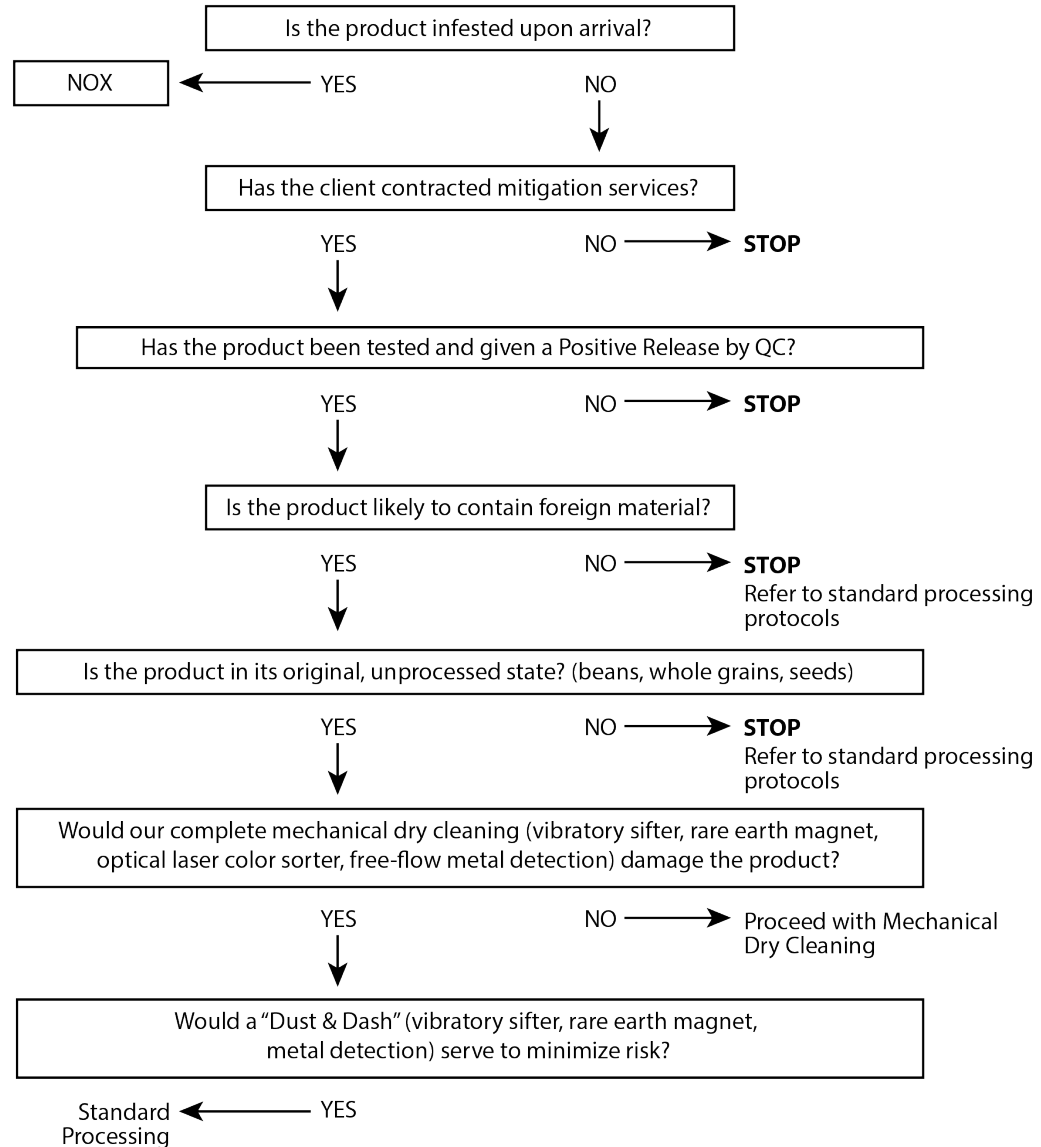 Is the product infested upon arrival?
NOX
YES
NO
Has the client contracted mitigation services?
YES
NO
STOP
Has the product been tested and given a Positive Release by QC?
YES
NO
STOP
Is the product likely to contain foreign material?
YES
NO
STOP
Refer to standard processing
protocols
Is the product in its original, unprocessed state? (beans, whole grains, seeds)
YES
NO
STOP
Refer to standard processing
protocols
Would our complete mechanical dry cleaning (vibratory sifter, rare earth magnet,
optical laser color sorter, free-flow metal detection) damage the product?
YES
NO
Proceed with Mechanical
Dry Cleaning
Would a “Dust & Dash” (vibratory sifter, rare earth magnet,
metal detection) serve to minimize risk?
Standard
Processing
YES